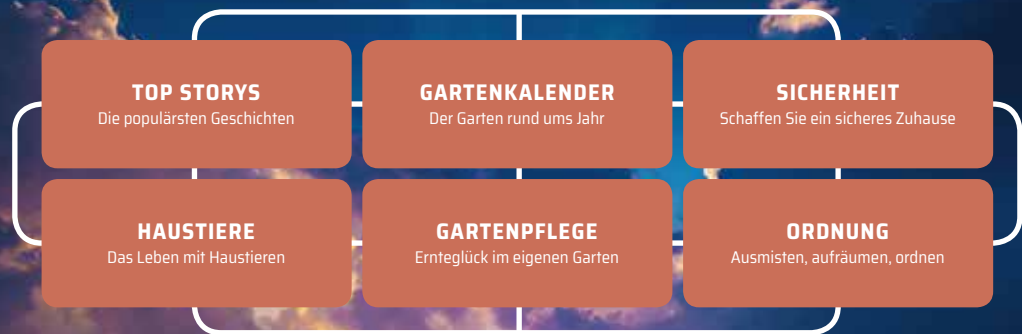 TOP STORYS
Die populärsten Geschichten
GARTENKALENDER
Der Garten rund ums Jahr
SICHERHEIT
Schaffen Sie ein sicheres Zuhause
HAUSTIERE
Das Leben mit Haustieren
GARTENPFLEGE
Ernteglück im eigenen Garten
ORDNUNG
Ausmisten, aufräumen, ordnen